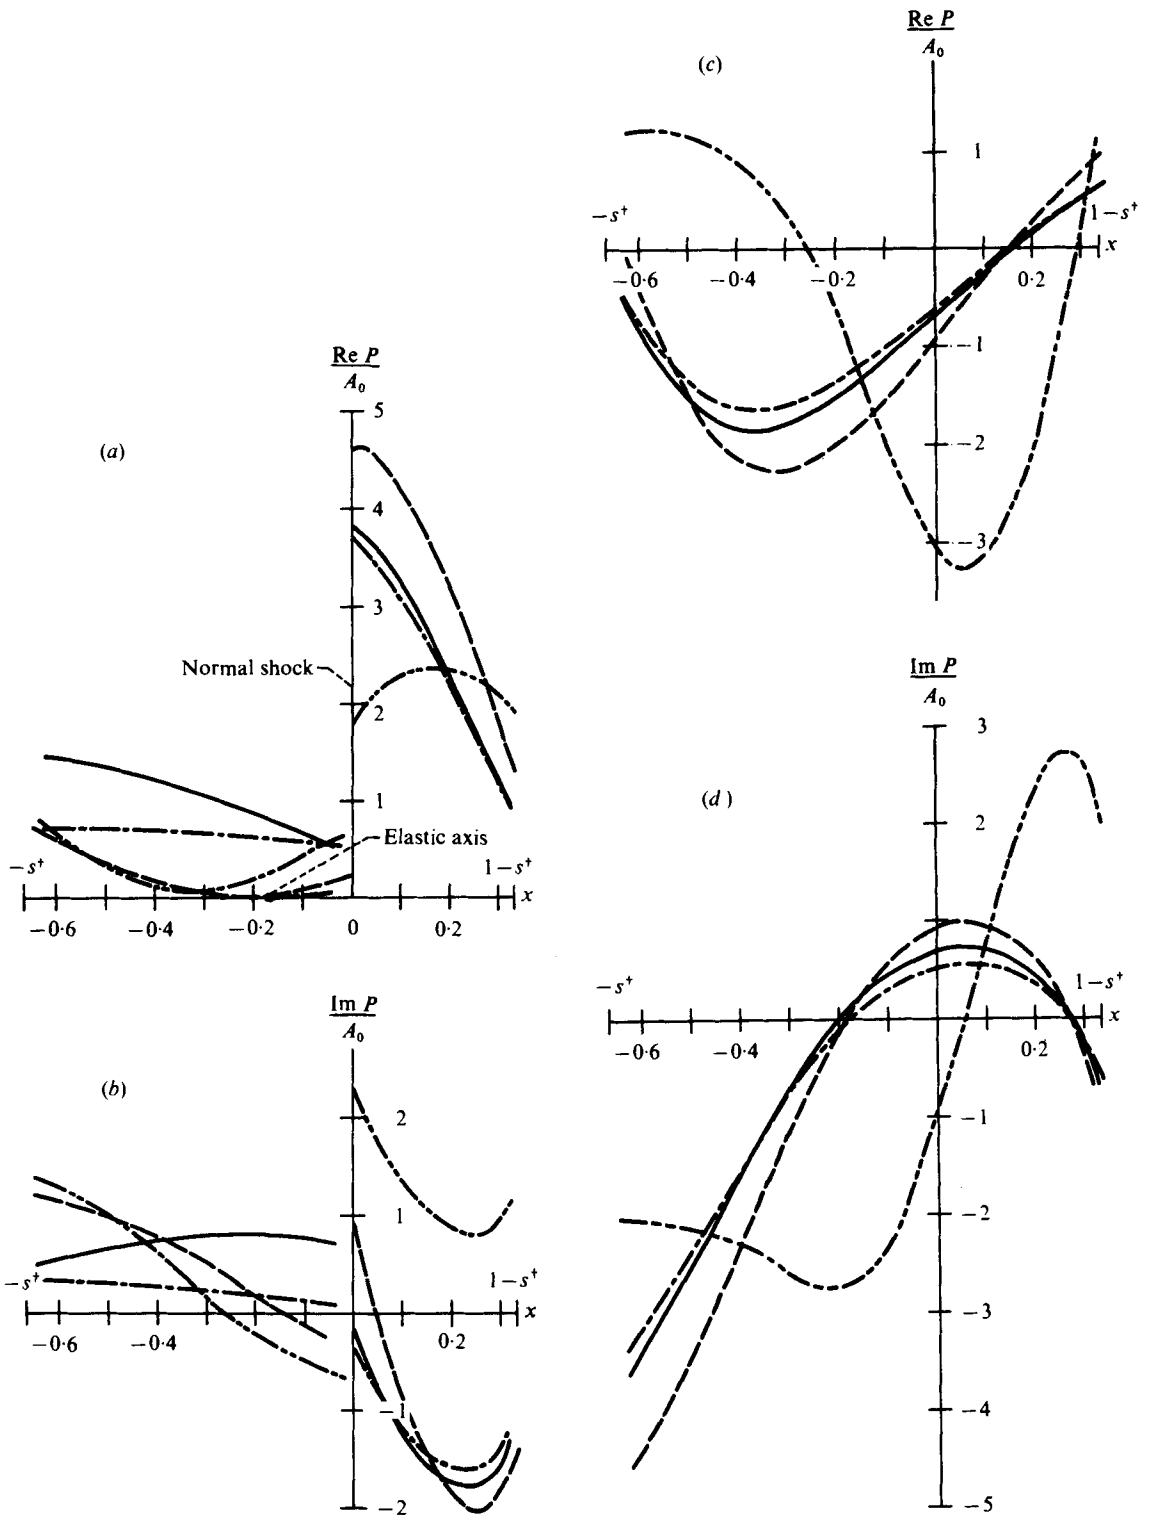 (a)
Re P
A₀
5
4
3
2
1
Normal shock
Elastic axis
−s†
1−s†
x
−0·6
−0·4
−0·2
0
0·2
(b)
Im P
A₀
2
1
−1
−2
−s†
1−s†
x
−0·6
−0·4
0·2
(c)
Re P
A₀
1
−1
−2
−3
−s†
1−s†
x
−0·6
−0·4
−0·2
0·2
(d)
Im P
A₀
3
2
−1
−2
−3
−4
−5
−s†
1−s†
x
−0·6
−0·4
0·2